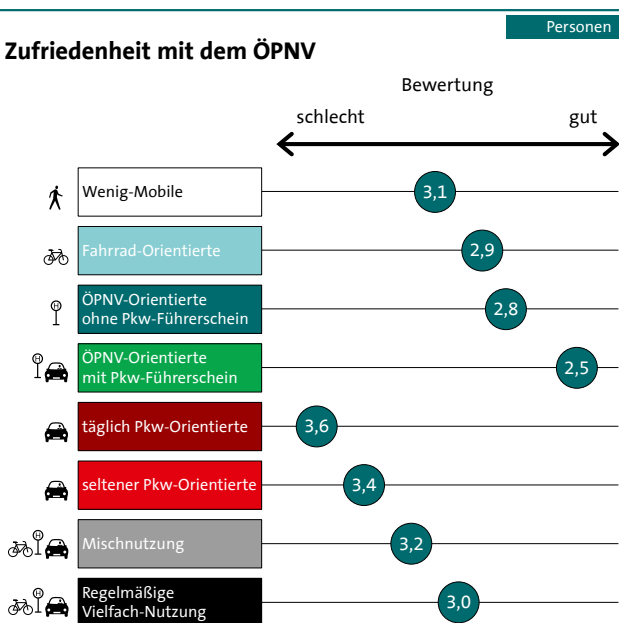 Personen
Zufriedenheit mit dem ÖPNV
Bewertung
schlecht gut
Wenig-Mobile 3,1
Fahrrad-Orientierte 2,9
H
ÖPNV-Orientierte
ohne Pkw-Führerschein 2,8
H
ÖPNV-Orientierte
mit Pkw-Führerschein 2,5
täglich Pkw-Orientierte 3,6
seltener Pkw-Orientierte 3,4
H
Mischnutzung 3,2
H
Regelmäßige
Vielfach-Nutzung 3,0